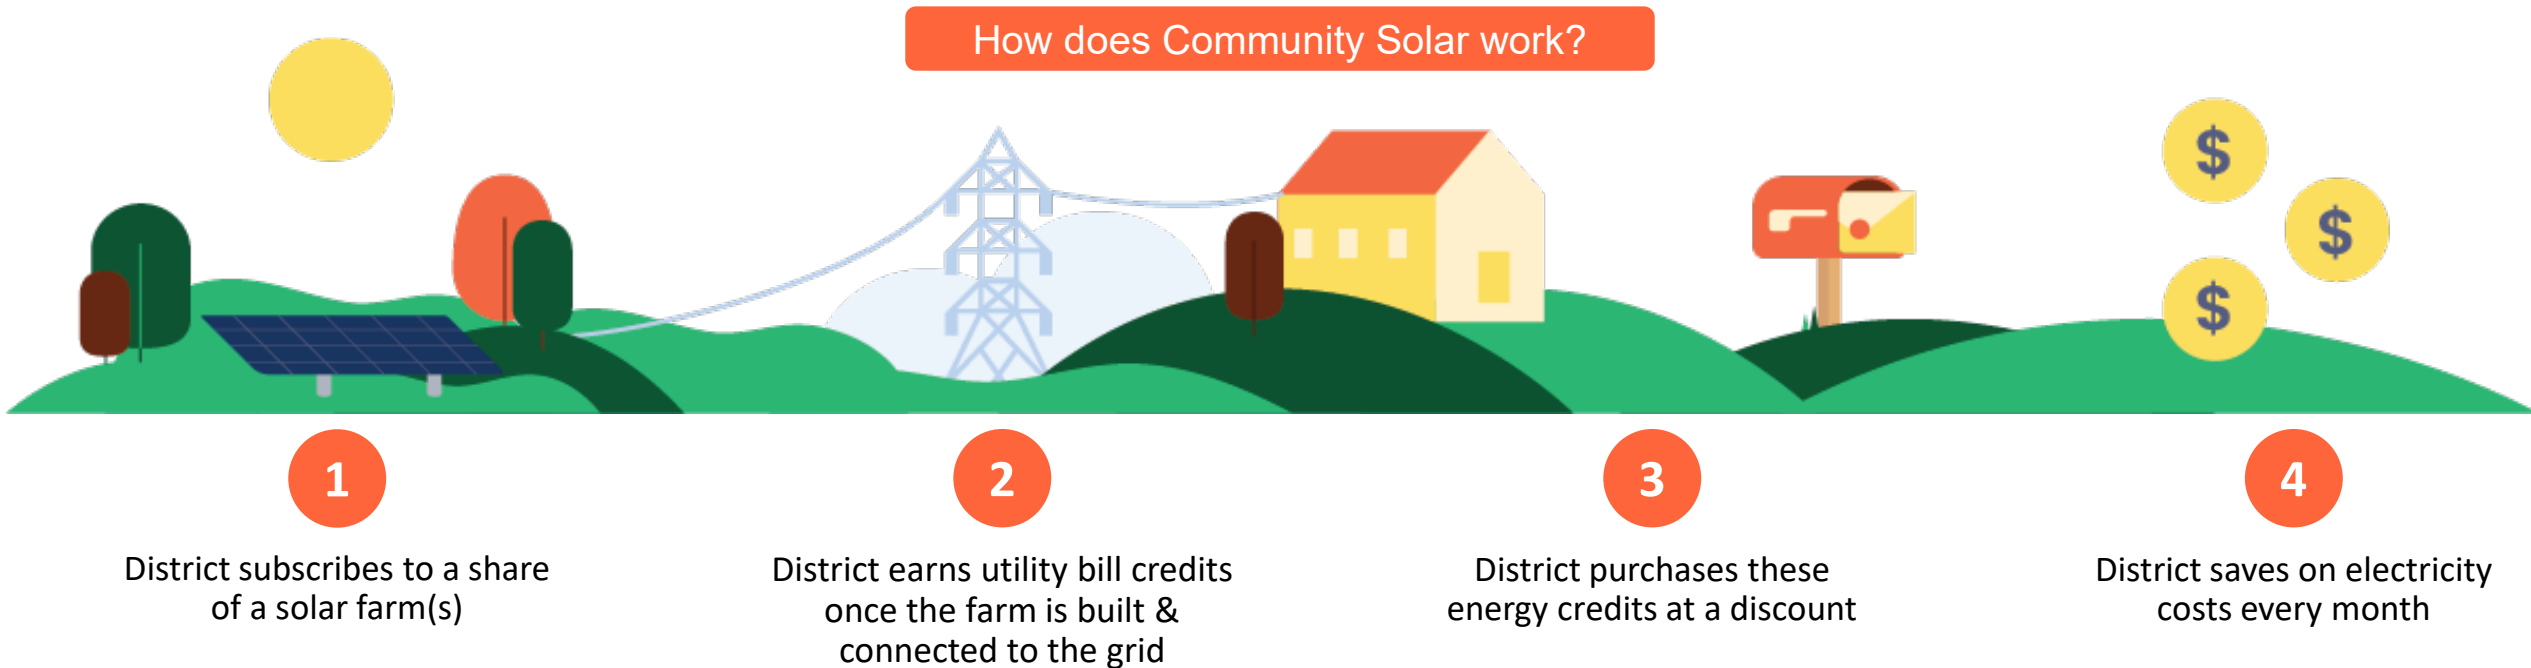 How does Community Solar work?
$
$
$
1
District subscribes to a share
of a solar farm(s)
2
District earns utility bill credits
once the farm is built &
connected to the grid
3
District purchases these
energy credits at a discount
4
District saves on electricity
costs every month